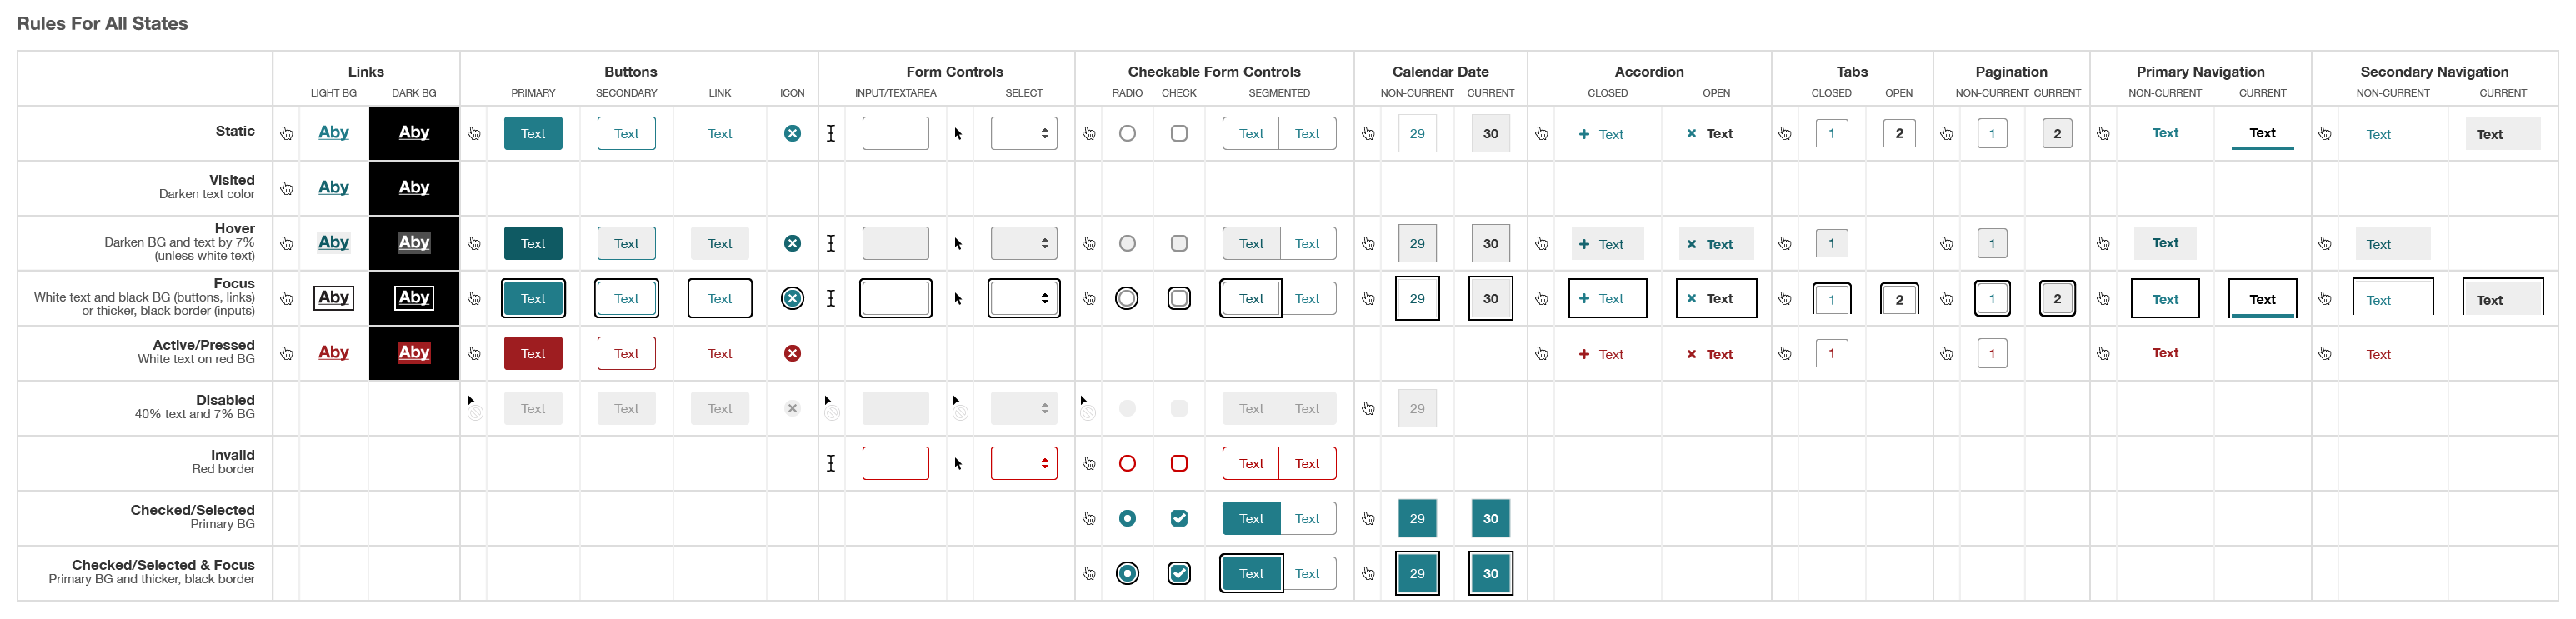 Rules For All States
Links Buttons Form Controls Checkable Form Controls Calendar Date Accordion Tabs Pagination Primary Navigation Secondary Navigation
LIGHT BG DARK BG PRIMARY SECONDARY LINK ICON INPUT/TEXTAREA SELECT RADIO CHECK SEGMENTED NON-CURRENT CURRENT CLOSED OPEN CLOSED OPEN NON-CURRENT CURRENT NON-CURRENT CURRENT NON-CURRENT CURRENT
Static Aby Aby Text Text Text Text Text 29 30 Text Text 1 2 1 2 Text Text Text Text
Visited Aby Aby
Darken text color
Hover
Darken BG and text by 7% Aby Aby Text Text Text Text Text 29 30 Text Text 1 1 Text Text
(unless white text)
Focus
White text and black BG (buttons, links) Aby Aby Text Text Text Text Text 29 30 Text Text 1 2 1 2 Text Text Text Text
or thicker, black border (inputs)
Active/Pressed Aby Aby Text Text Text Text Text 1 1 Text Text
White text on red BG
Disabled Text Text Text Text Text 29
40% text and 7% BG
Invalid Text Text
Red border
Checked/Selected Text Text 29 30
Primary BG
Checked/Selected & Focus Text Text 29 30
Primary BG and thicker, black border